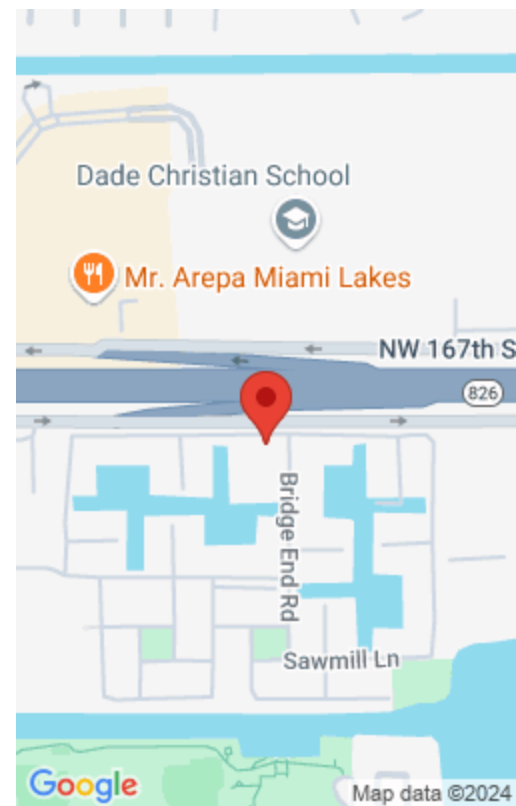 Dade Christian School
Mr. Arepa Miami Lakes
NW 167th S
826
Bridge End Rd
Sawmill Ln
Google
Map data ©2024